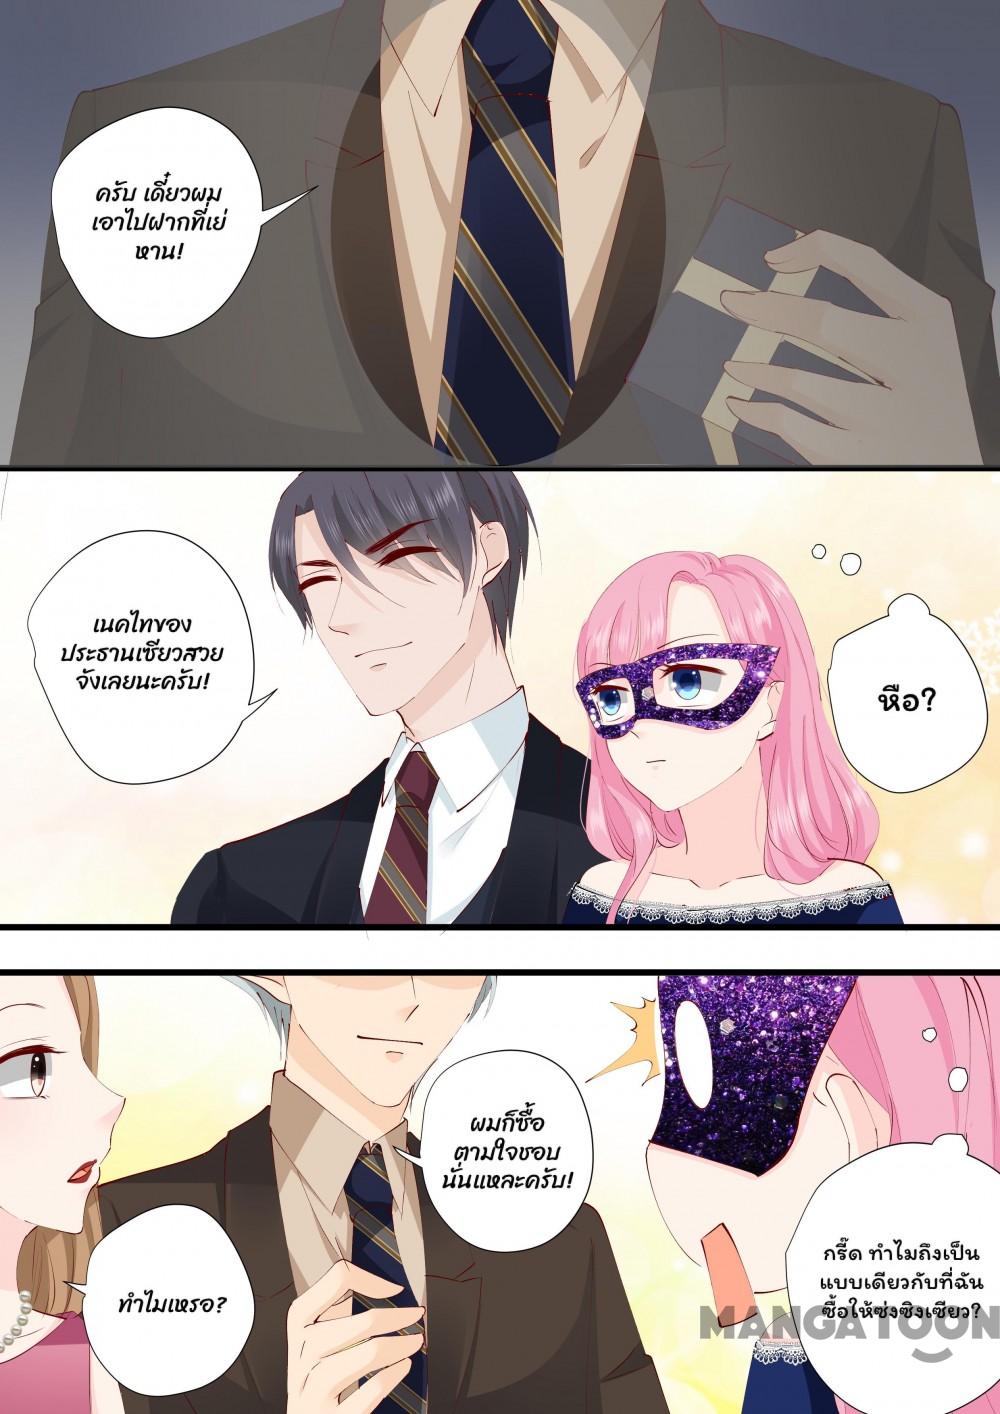 ครับ เดี๋ยวผม
เอาไปฝากที่เย่
หาน!
เนคไทของ
ประธานเซียวสวย
จังเลยนะครับ!
หือ?
ผมก็ซื้อ
ตามใจชอบ
นั่นแหละครับ!
ทำไมเหรอ?
กรี๊ด ทำไมถึงเป็น
แบบเดียวกับที่ฉัน
ซื้อให้ซ่งชิงเซียว?
MANGATOON